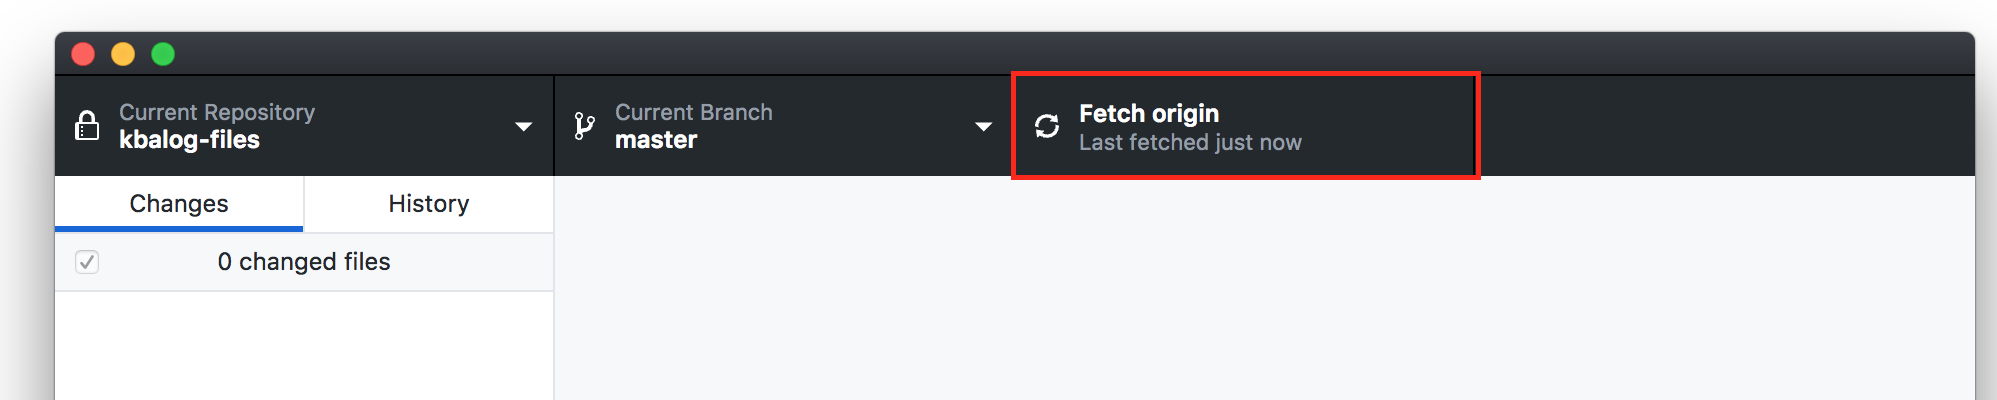 Current Repository
kbalog-files
Current Branch
master
Fetch origin
Last fetched just now
Changes
History
0 changed files